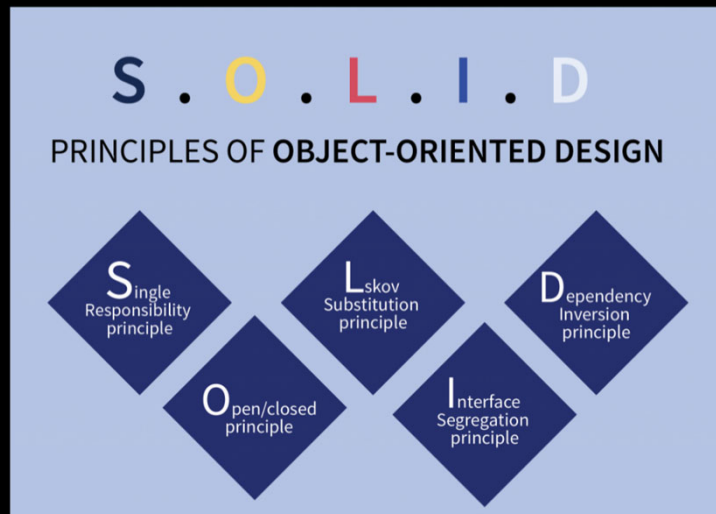 S . O . L . I . D
PRINCIPLES OF OBJECT-ORIENTED DESIGN
Single
Responsibility
principle
Open/closed
principle
Lskov
Substitution
principle
Interface
Segregation
principle
Dependency
Inversion
principle